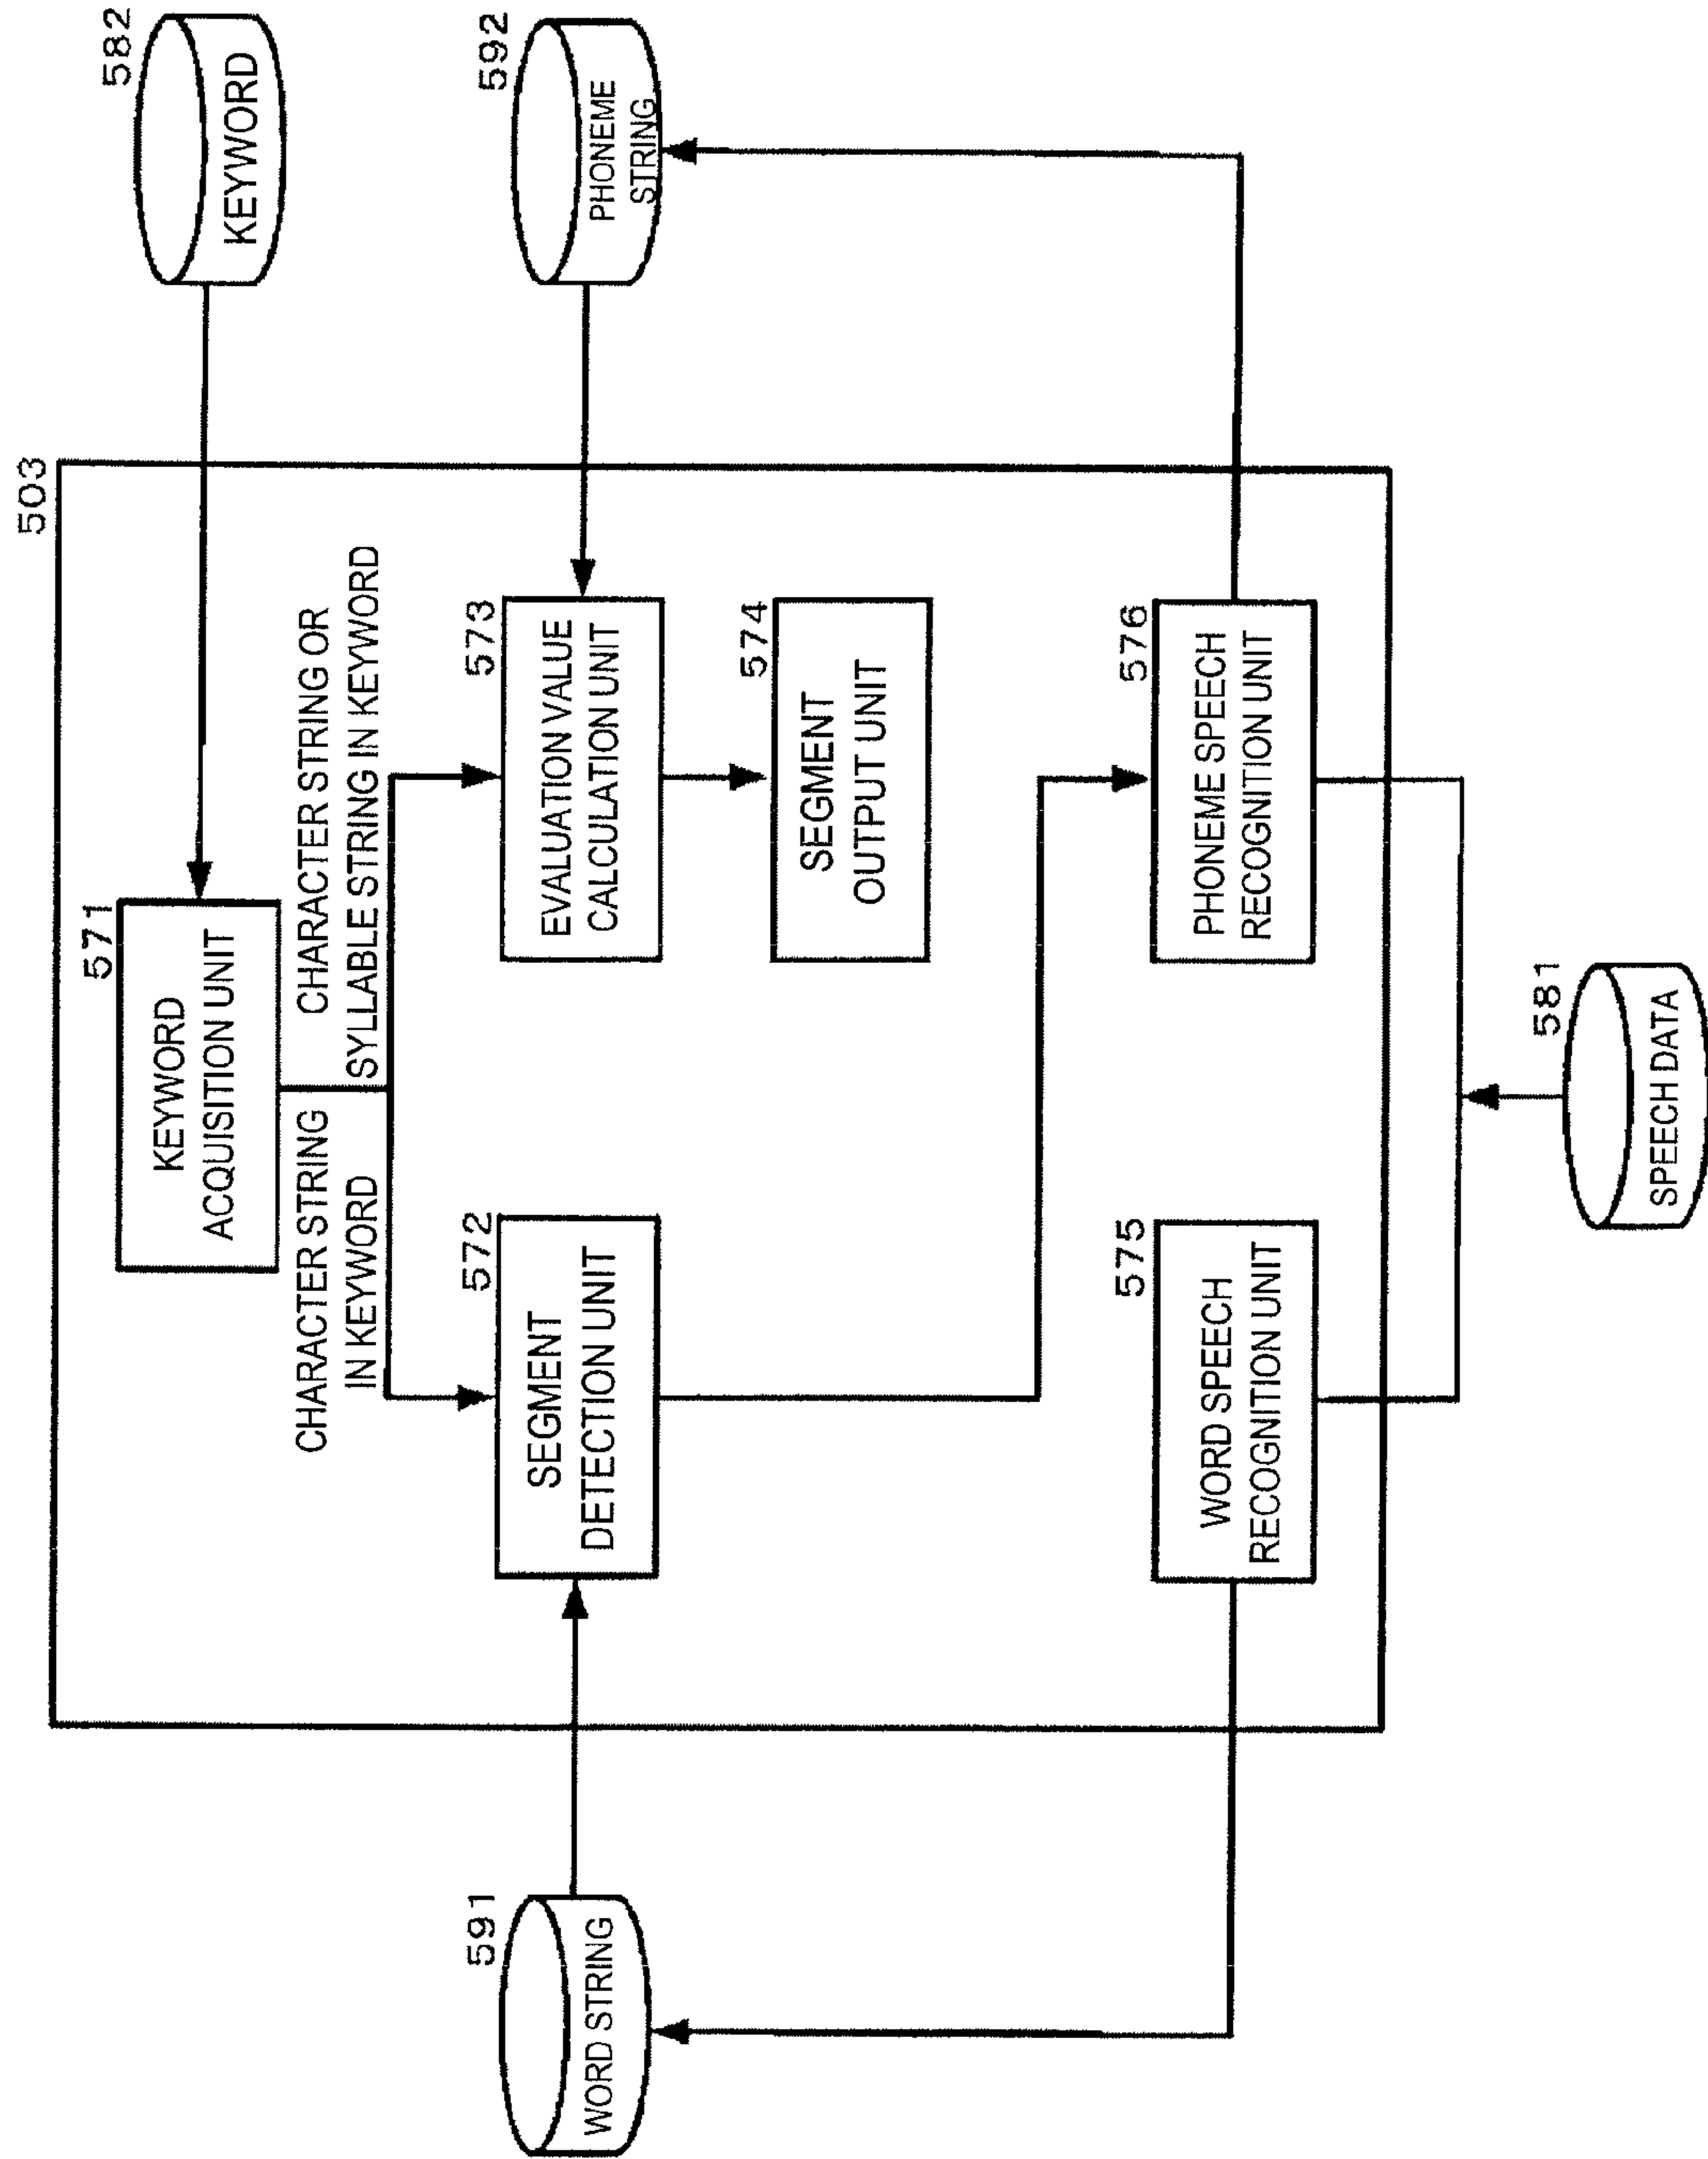 503
582
KEYWORD
571
KEYWORD
ACQUISITION UNIT
CHARACTER STRING
IN KEYWORD
CHARACTER STRING OR
SYLLABLE STRING IN KEYWORD
591
WORD STRING
572
SEGMENT
DETECTION UNIT
573
EVALUATION VALUE
CALCULATION UNIT
592
PHONEME
STRING
574
SEGMENT
OUTPUT UNIT
575
WORD SPEECH
RECOGNITION UNIT
576
PHONEME SPEECH
RECOGNITION UNIT
581
SPEECH DATA